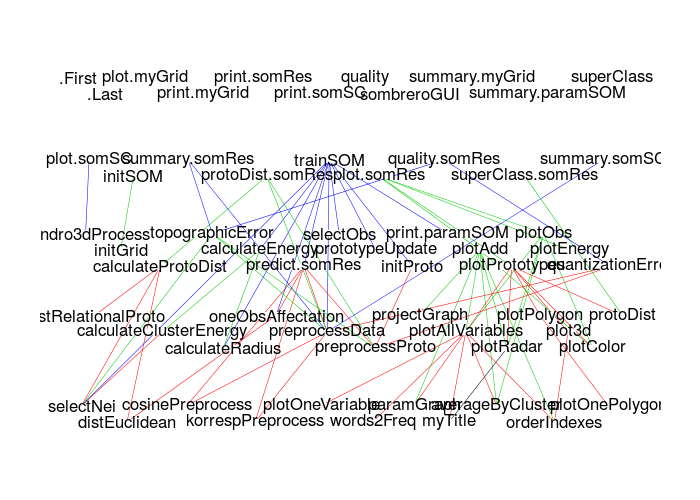 .First plot.myGrid print.somRes quality summary.myGrid superClass
.Last print.myGrid print.somSC sombreroGUI summary.paramSOM
plot.somSC summary.somRes trainSOM quality.somRes summary.somSC
initSOM protoDist.somRes plot.somRes superClass.somRes
ndro3dProcess topographicError selectObs print.paramSOM plotObs
initGrid calculateEnergy prototypeUpdate plotAdd plotEnergy
calculateProtoDist predict.somRes initProto plotPrototypes quantizationErro
stRelationalProto oneObsAffectation projectGraph plotPolygon protoDist
calculateClusterEnergy preprocessData plotAllVariables plot3d
calculateRadius preprocessProto plotRadar plotColor
selectNei cosinePreprocess plotOneVariable paramGraph averageByCluster plotOnePolygon
distEuclidean korrespPreprocess words2Freq myTitle orderIndexes